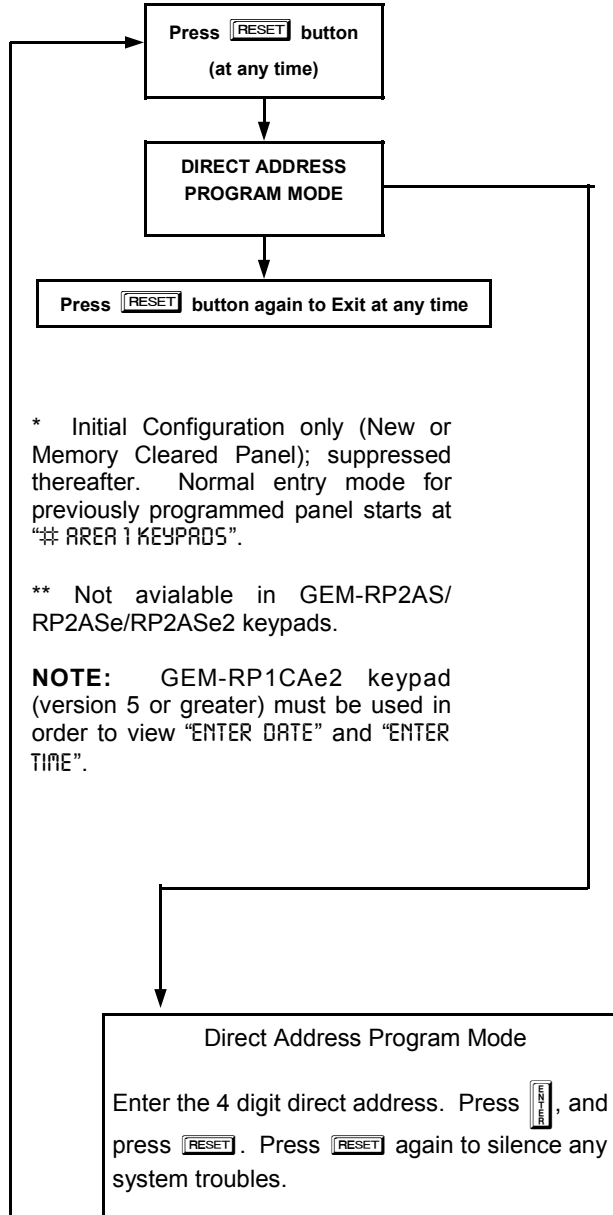 Press RESET button
(at any time)
DIRECT ADDRESS
PROGRAM MODE
Press RESET button again to Exit at any time
* Initial Configuration only (New or
Memory Cleared Panel); suppressed
thereafter. Normal entry mode for
previously programmed panel starts at
“# AREA 1 KEYPADS”.
** Not avialable in GEM-RP2AS/
RP2ASe/RP2ASe2 keypads.
NOTE: GEM-RP1CAe2 keypad
(version 5 or greater) must be used in
order to view “ENTER DATE” and “ENTER
TIME”.
Direct Address Program Mode
Enter the 4 digit direct address. Press ENTER, and
press RESET. Press RESET again to silence any
system troubles.